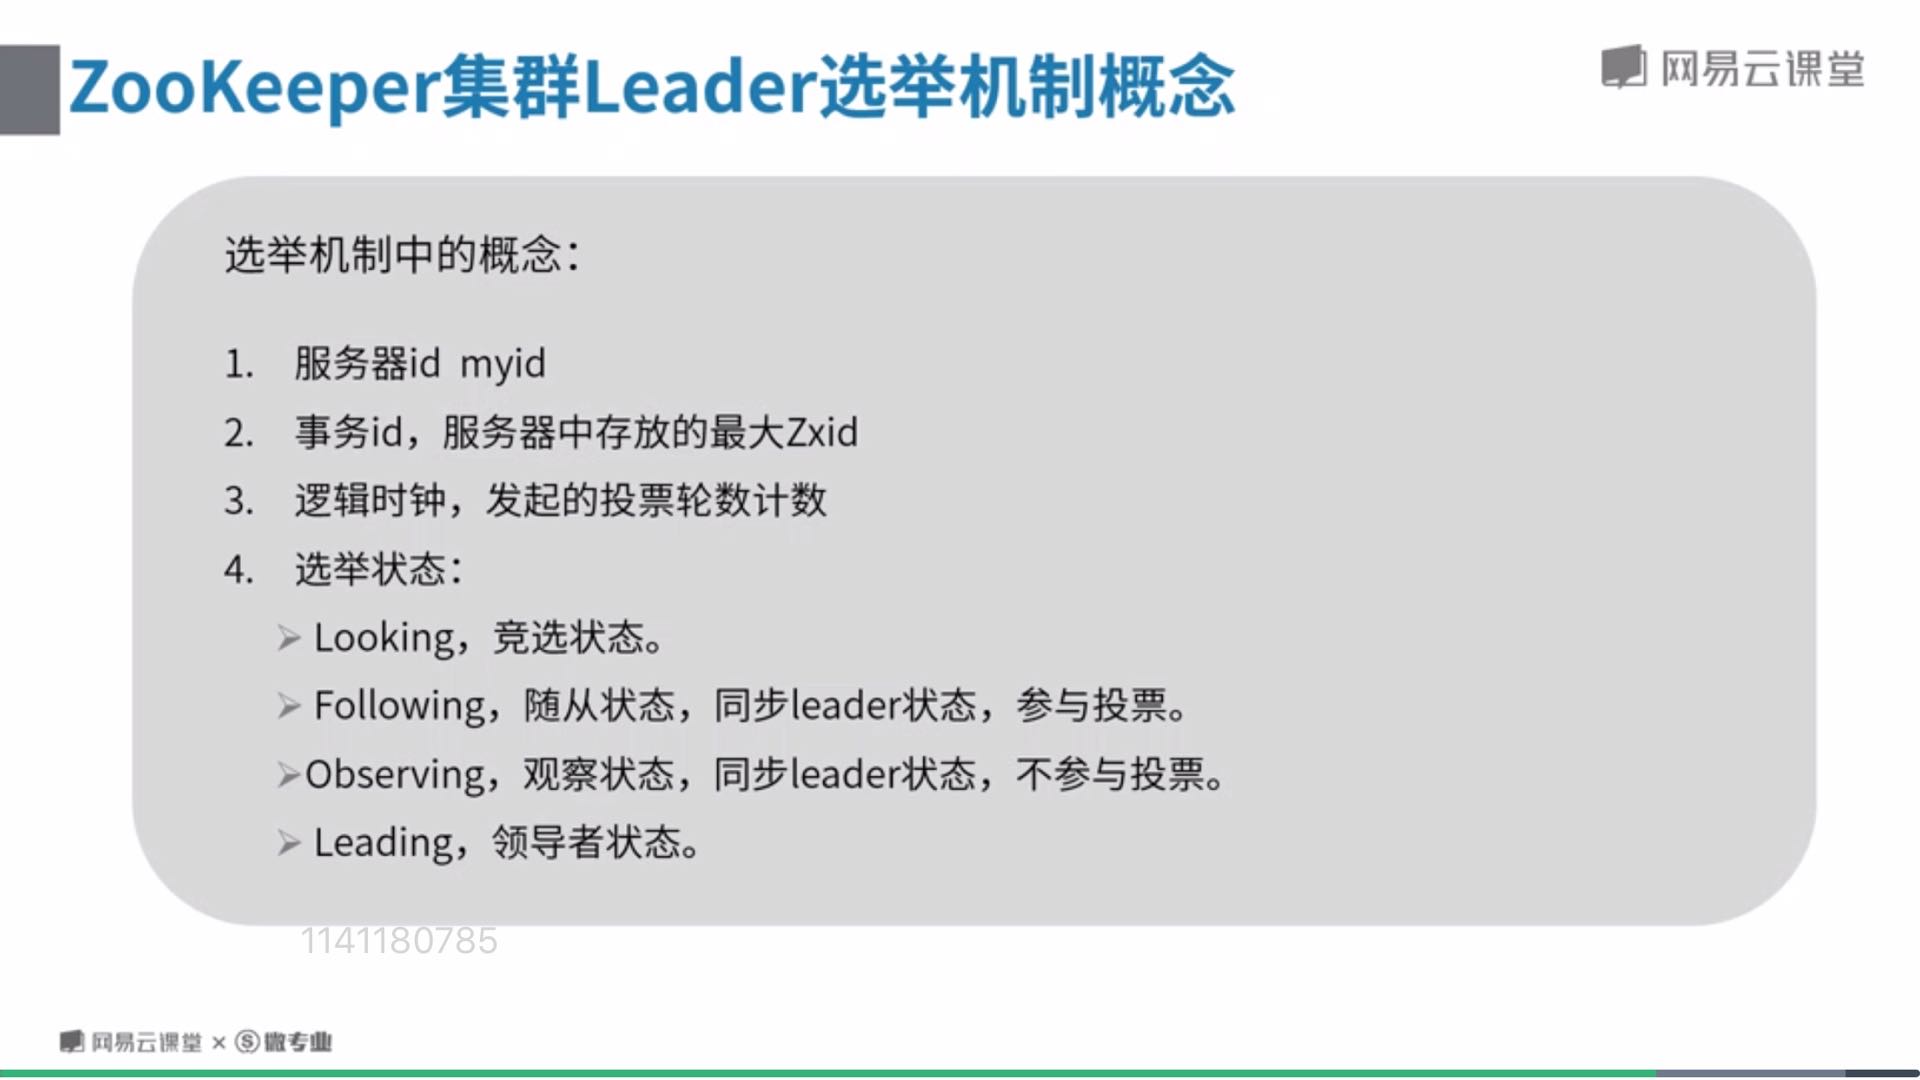 ZooKeeper集群Leader选举机制概念
网易云课堂
选举机制中的概念：
1. 服务器id myid
2. 事务id，服务器中存放的最大Zxid
3. 逻辑时钟，发起的投票轮数计数
4. 选举状态：
➢ Looking，竞选状态。
➢ Following，随从状态，同步leader状态，参与投票。
➢Observing，观察状态，同步leader状态，不参与投票。
➢ Leading，领导者状态。
1141180785
网易云课堂 × Ⓢ微专业